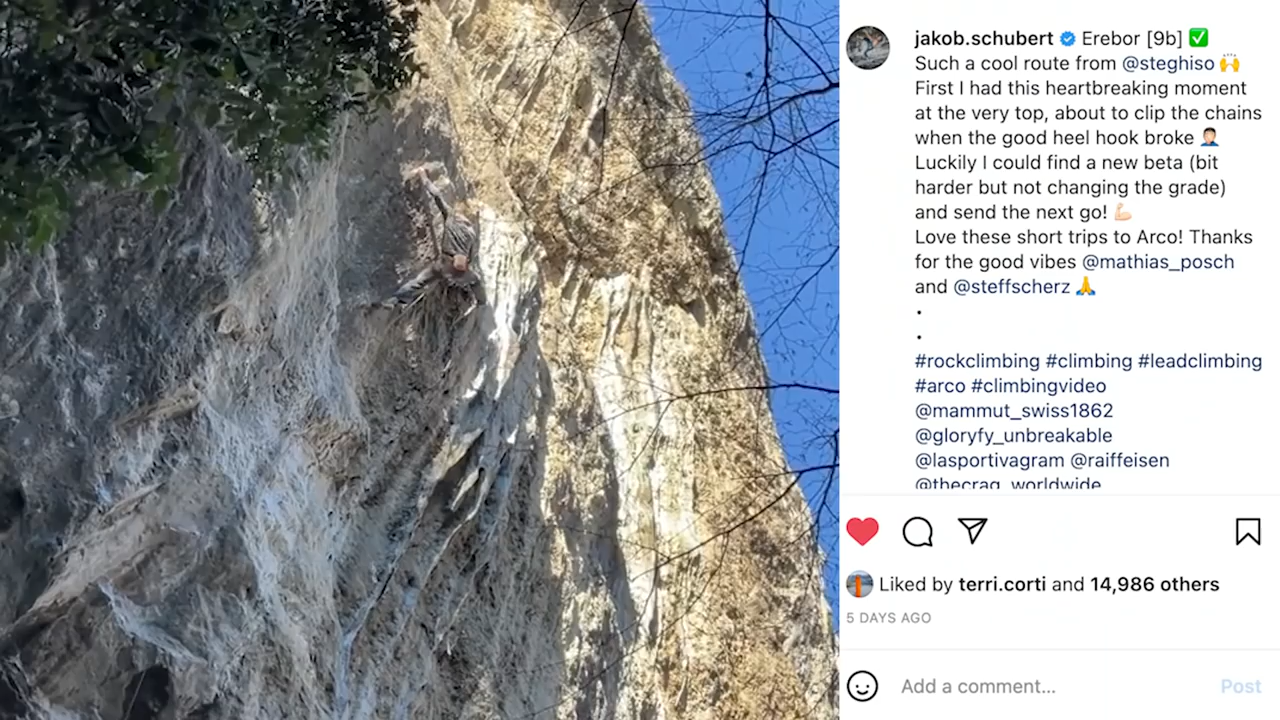 jakob.schubert Erebor [9b] ✅
Such a cool route from @steghiso 🙌
First I had this heartbreaking moment
at the very top, about to clip the chains
when the good heel hook broke 🤦🏻‍♂️
Luckily I could find a new beta (bit
harder but not changing the grade)
and send the next go! 💪🏻
Love these short trips to Arco! Thanks
for the good vibes @mathias_posch
and @steffscherz 🙏
•
•
#rockclimbing #climbing #leadclimbing
#arco #climbingvideo
@mammut_swiss1862
@gloryfy_unbreakable
@lasportivagram @raiffeisen
@thecrag_worldwide
Liked by terri.corti and 14,986 others
5 DAYS AGO
Add a comment... Post